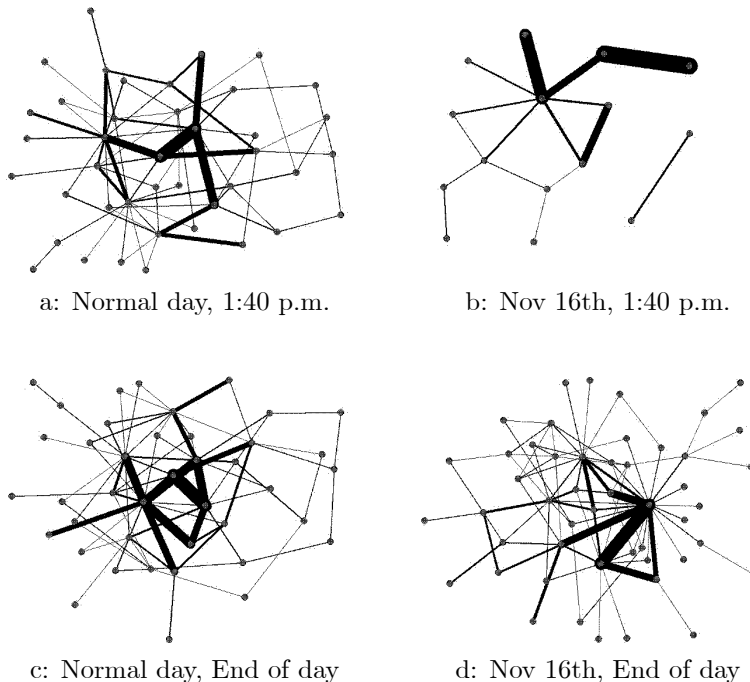 a: Normal day, 1:40 p.m.
b: Nov 16th, 1:40 p.m.
c: Normal day, End of day
d: Nov 16th, End of day